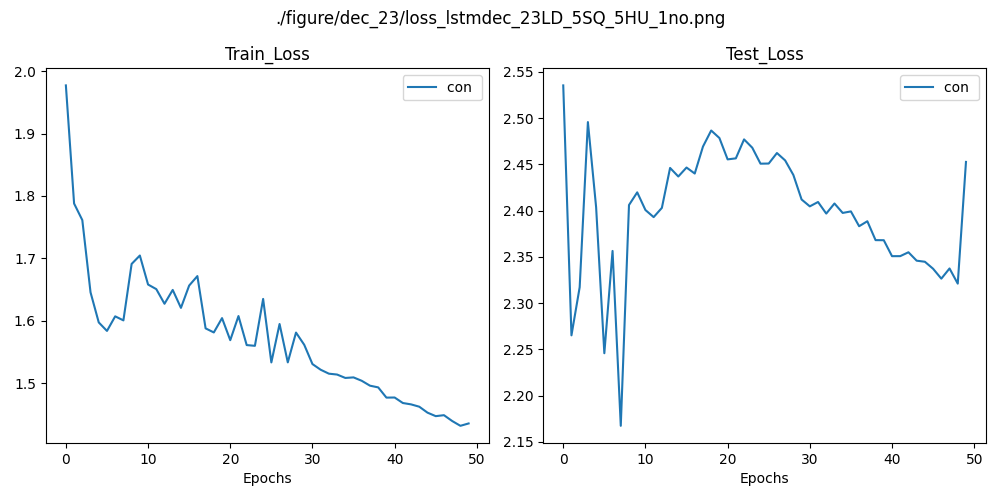 ./figure/dec_23/loss_lstmdec_23LD_5SQ_5HU_1no.png
Train_Loss
con
2.0
1.9
1.8
1.7
1.6
1.5
0 10 20 30 40 50
Epochs
Test_Loss
con
2.55
2.50
2.45
2.40
2.35
2.30
2.25
2.20
2.15
0 10 20 30 40 50
Epochs